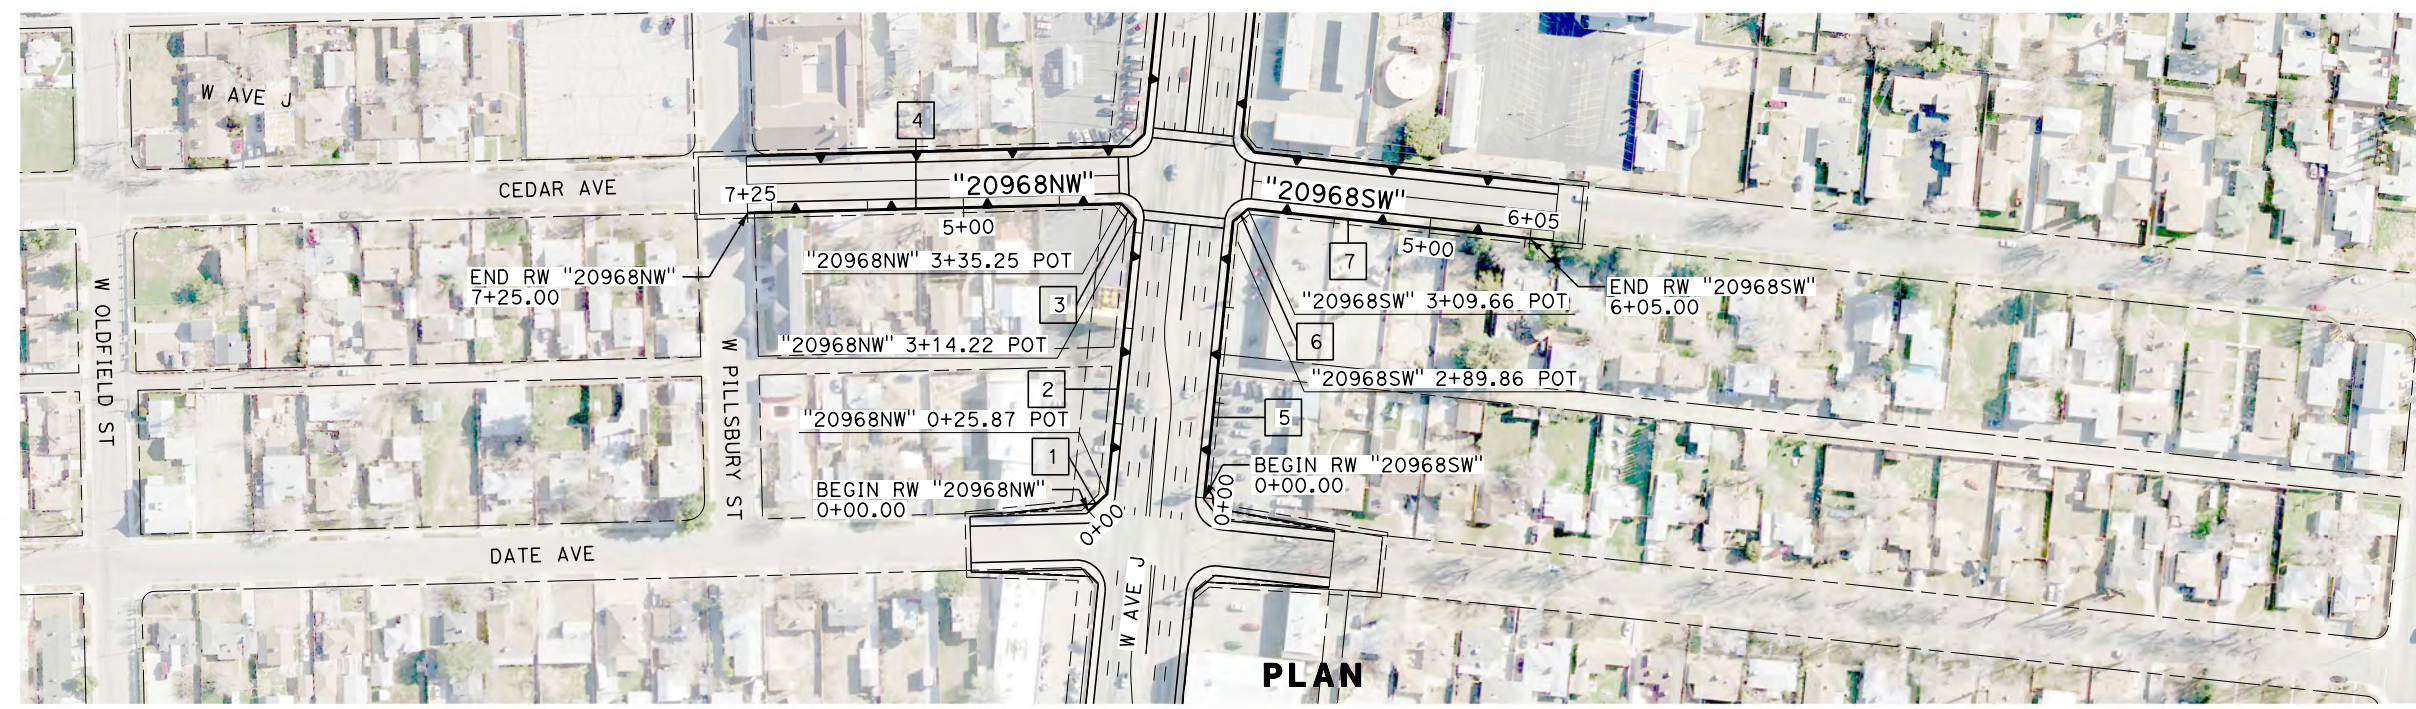 W AVE J
4
CEDAR AVE
7+25
"20968NW"
"20968SW"
6+05
5+00
5+00
"20968NW" 3+35.25 POT
7
END RW "20968NW"
7+25.00
END RW "20968SW"
6+05.00
3
"20968SW" 3+09.66 POT
W OLDFIELD ST
W PILLSBURY ST
"20968NW" 3+14.22 POT
6
"20968SW" 2+89.86 POT
2
"20968NW" 0+25.87 POT
5
1
BEGIN RW "20968SW"
0+00.00
BEGIN RW "20968NW"
0+00.00
0+00
0+00
DATE AVE
W AVE J
PLAN